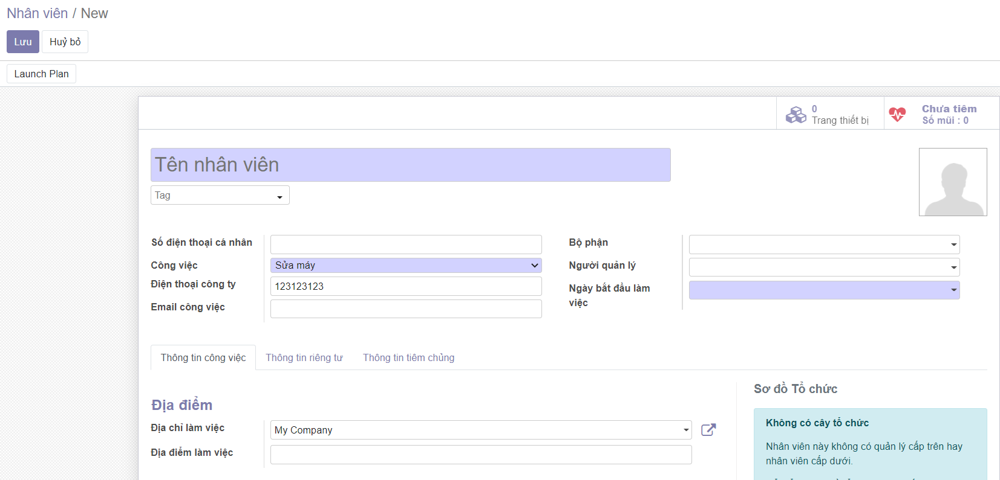 Nhân viên / New
Lưu
Huỷ bỏ
Launch Plan
0
Trang thiết bị
Chưa tiêm
Số mũi : 0
Tên nhân viên
Tag
Số điện thoại cá nhân
Công việc
Sửa máy
Điện thoại công ty
123123123
Email công việc
Bộ phận
Người quản lý
Ngày bắt đầu làm
việc
Thông tin công việc
Thông tin riêng tư
Thông tin tiêm chủng
Địa điểm
Địa chỉ làm việc
My Company
Địa điểm làm việc
Sơ đồ Tổ chức
Không có cây tổ chức
Nhân viên này không có quản lý cấp trên hay
nhân viên cấp dưới.